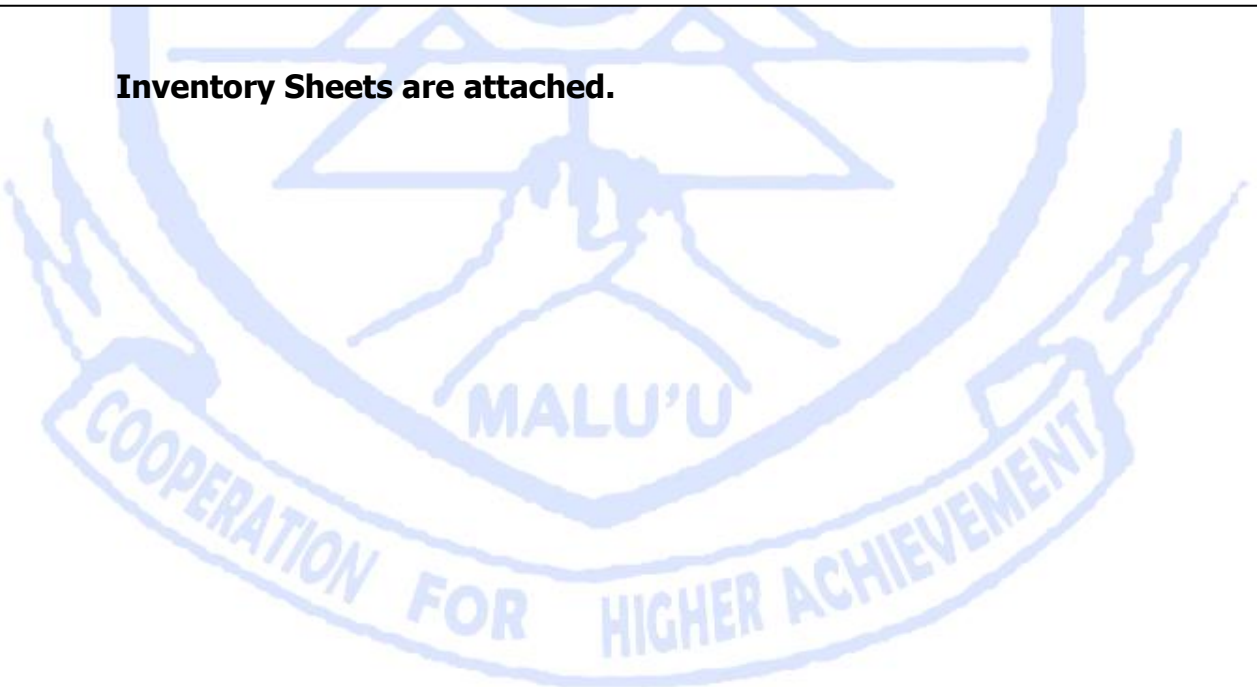 Inventory Sheets are attached.
MALU'U
COOPERATION FOR HIGHER ACHIEVEMENT